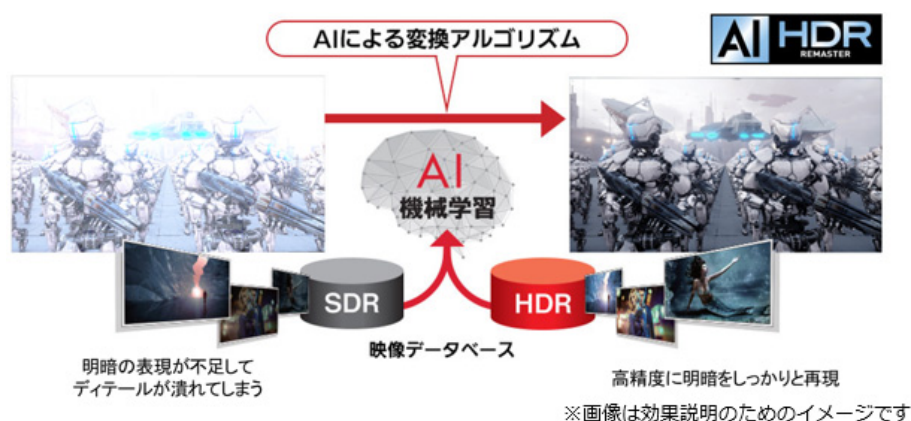 AIによる変換アルゴリズム
AI HDR
REMASTER
AI
機械学習
SDR
HDR
映像データベース
明暗の表現が不足して
ディテールが潰れてしまう
高精度に明暗をしっかりと再現
※画像は効果説明のためのイメージです